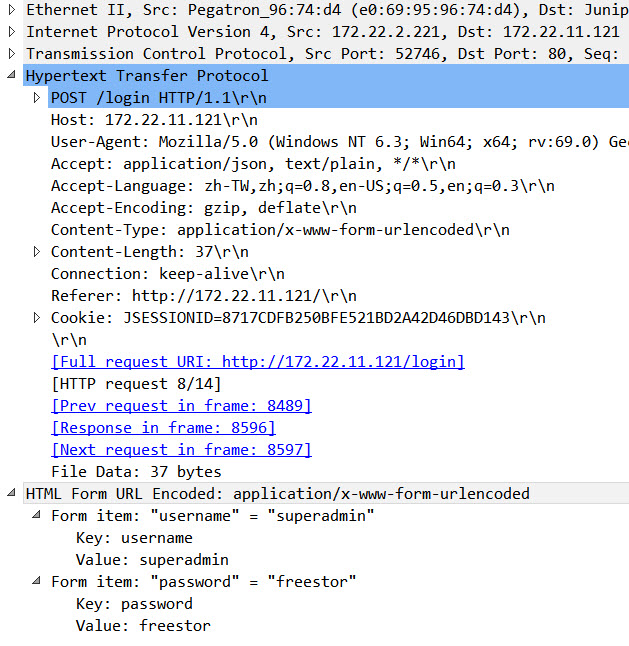 Ethernet II, Src: Pegatron_96:74:d4 (e0:69:95:96:74:d4), Dst: Junip
Internet Protocol Version 4, Src: 172.22.2.221, Dst: 172.22.11.121
Transmission Control Protocol, Src Port: 52746, Dst Port: 80, Seq:
Hypertext Transfer Protocol
POST /login HTTP/1.1\r\n
Host: 172.22.11.121\r\n
User-Agent: Mozilla/5.0 (Windows NT 6.3; Win64; x64; rv:69.0) Gec
Accept: application/json, text/plain, */*\r\n
Accept-Language: zh-TW,zh;q=0.8,en-US;q=0.5,en;q=0.3\r\n
Accept-Encoding: gzip, deflate\r\n
Content-Type: application/x-www-form-urlencoded\r\n
Content-Length: 37\r\n
Connection: keep-alive\r\n
Referer: http://172.22.11.121/\r\n
Cookie: JSESSIONID=8717CDFB250BFE521BD2A42D46DBD143\r\n
\r\n
[Full request URI: http://172.22.11.121/login]
[HTTP request 8/14]
[Prev request in frame: 8489]
[Response in frame: 8596]
[Next request in frame: 8597]
File Data: 37 bytes
HTML Form URL Encoded: application/x-www-form-urlencoded
Form item: "username" = "superadmin"
Key: username
Value: superadmin
Form item: "password" = "freestor"
Key: password
Value: freestor